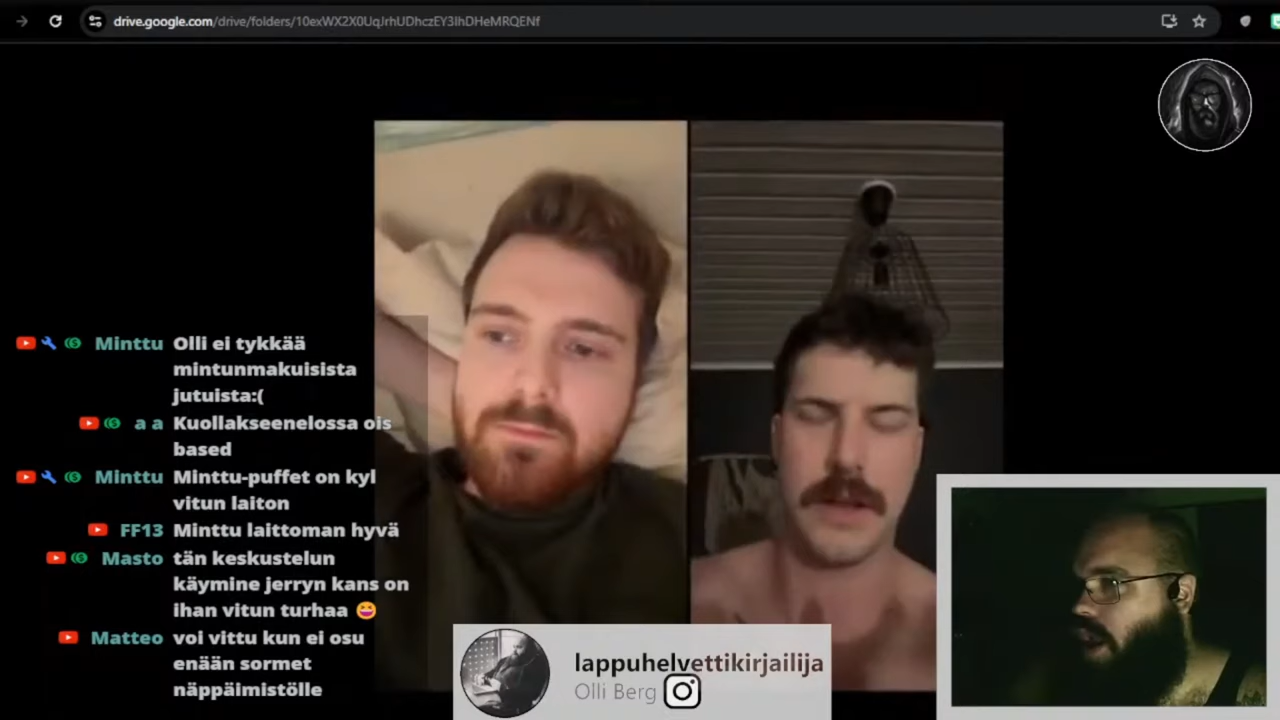 drive.google.com/drive/folders/10exWX2X0UqJrhUDhczEY3IhDHeMRQENf
Minttu Olli ei tykkää
mintunmakuisista
jutuista:(
a a Kuollakseenelossa ois
based
Minttu Minttu-puffet on kyl
vitun laiton
FF13 Minttu laittoman hyvä
Masto tän keskustelun
käymine jerryn kans on
ihan vitun turhaa 😆
Matteo voi vittu kun ei osu
enään sormet
näppäimistölle
lappuhelvettikirjailija
Olli Berg